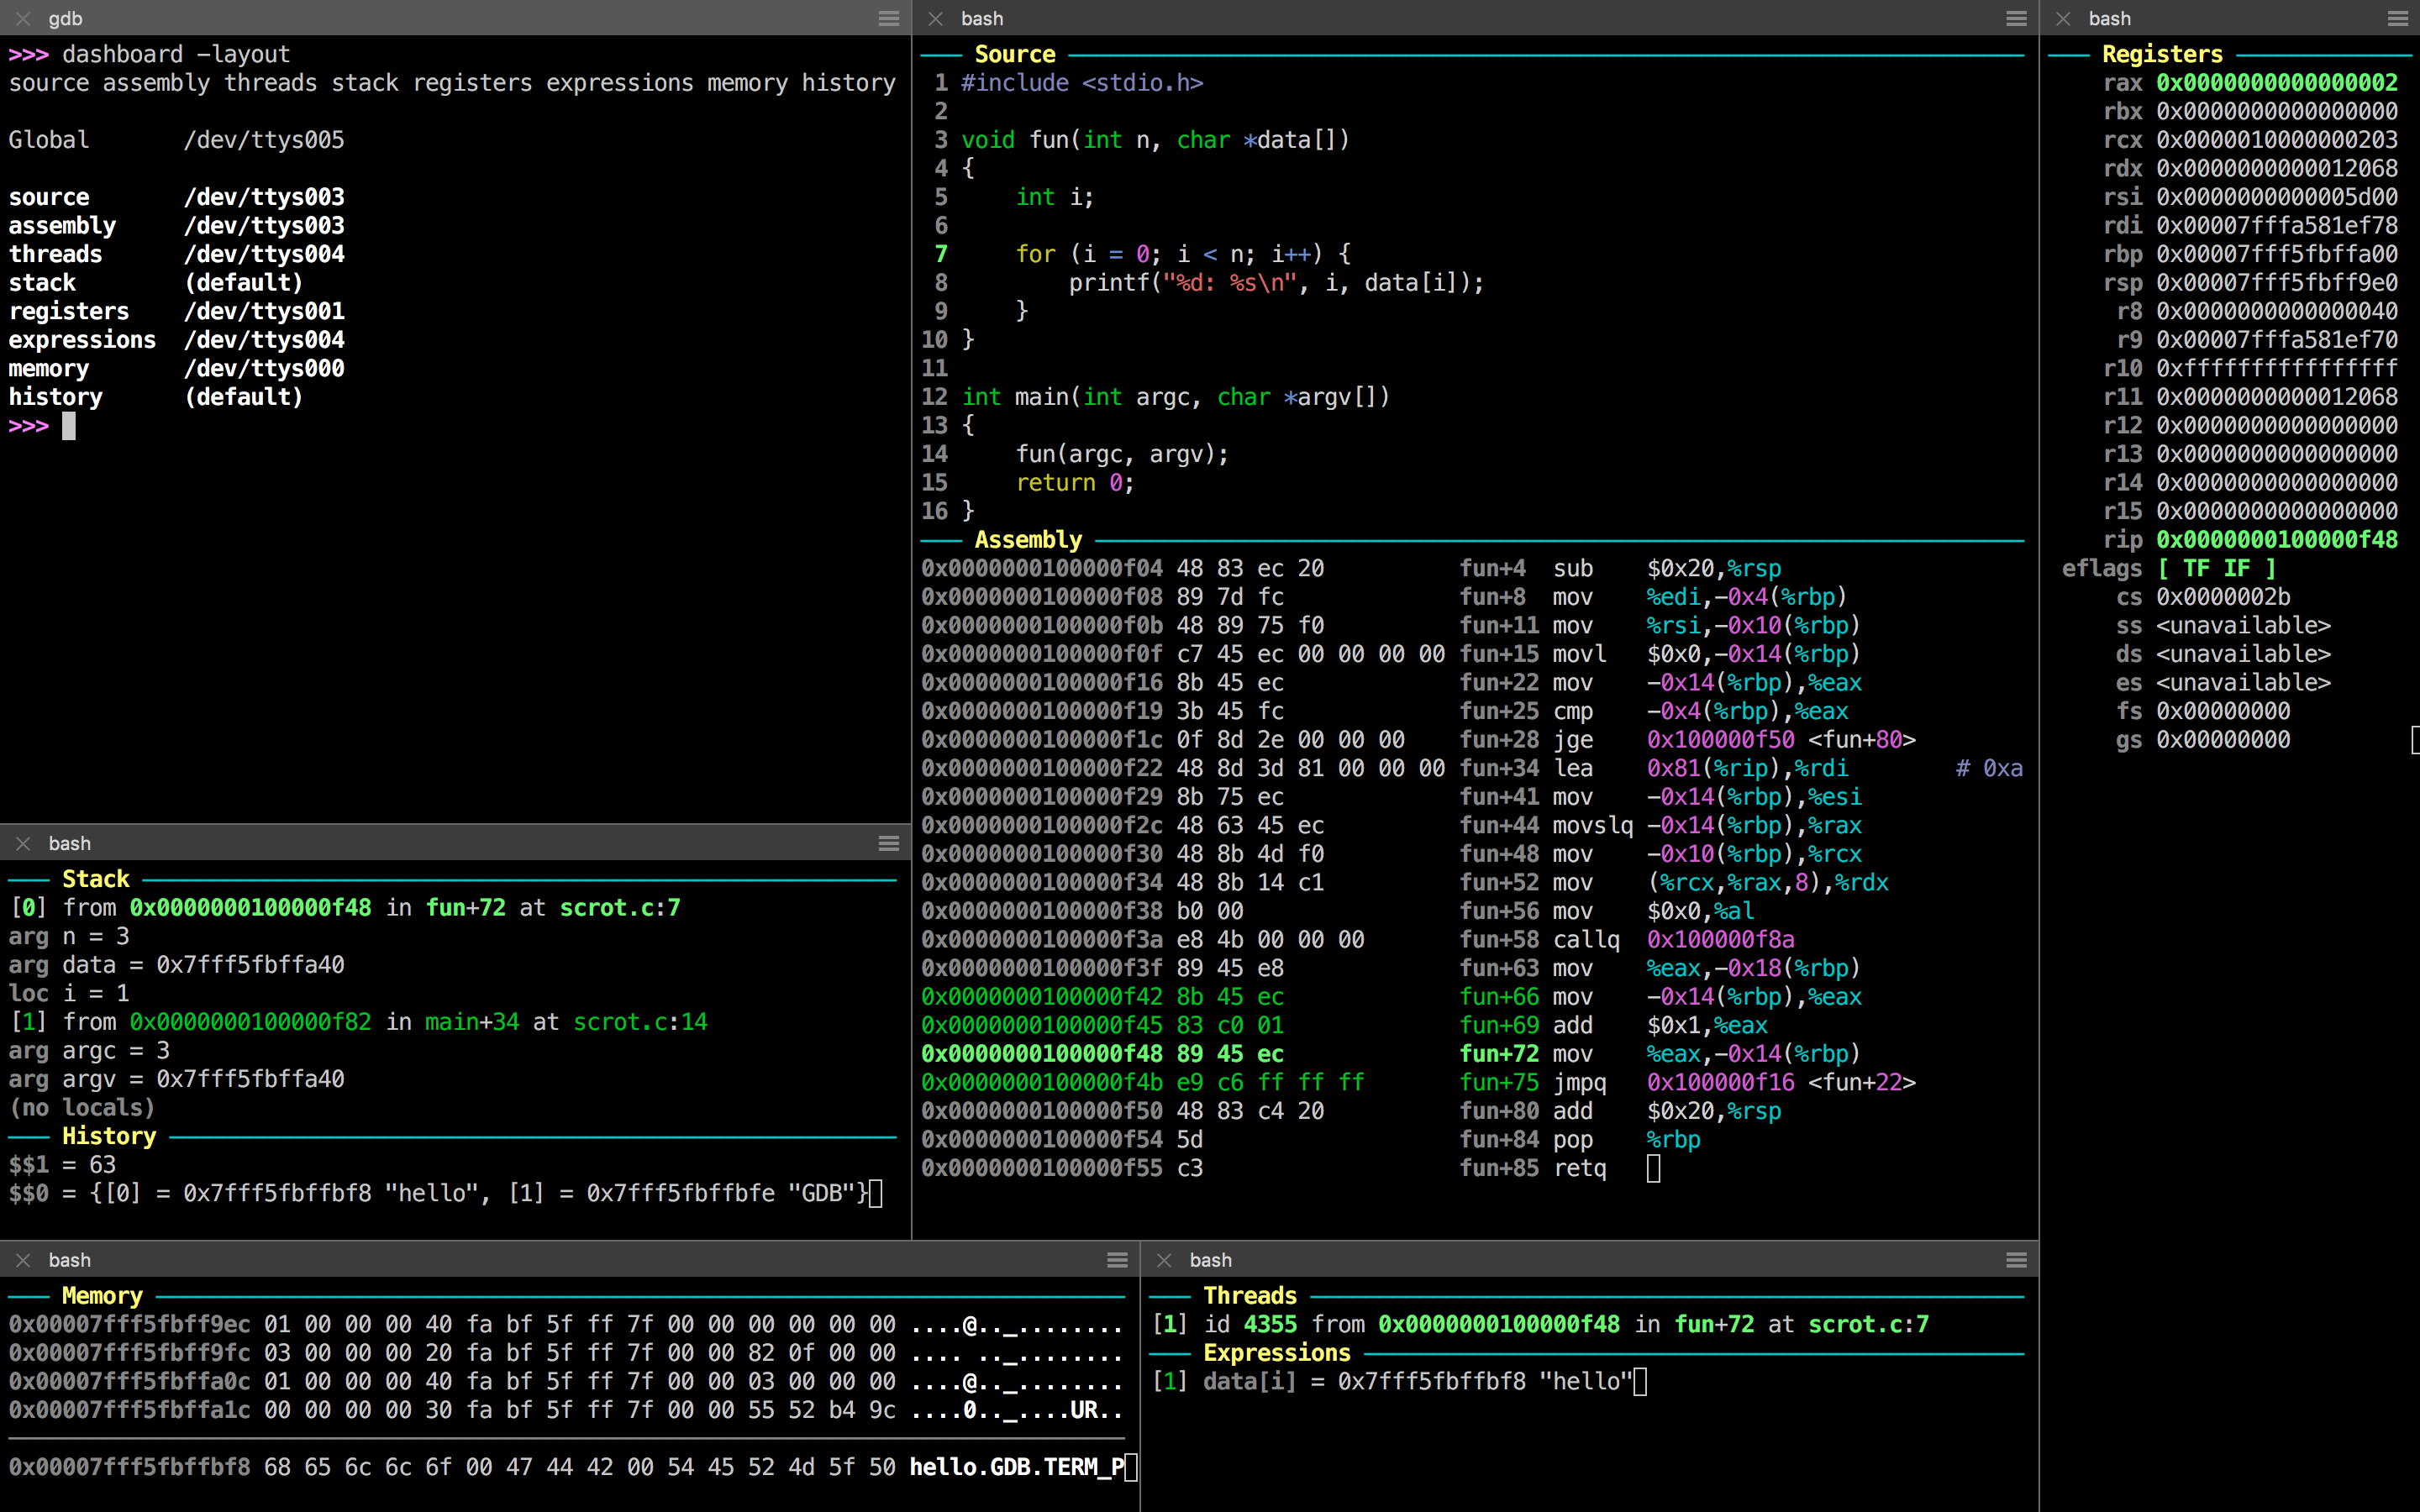 gdb
>>> dashboard -layout
source assembly threads stack registers expressions memory history
Global /dev/ttys005
source /dev/ttys003
assembly /dev/ttys003
threads /dev/ttys004
stack (default)
registers /dev/ttys001
expressions /dev/ttys004
memory /dev/ttys000
history (default)
>>>
bash
Stack
[0] from 0x0000000100000f48 in fun+72 at scrot.c:7
arg n = 3
arg data = 0x7fff5fbffa40
loc i = 1
[1] from 0x0000000100000f82 in main+34 at scrot.c:14
arg argc = 3
arg argv = 0x7fff5fbffa40
(no locals)
History
$$1 = 63
$$0 = {[0] = 0x7fff5fbffbf8 "hello", [1] = 0x7fff5fbffbfe "GDB"}
bash
Source
1 #include <stdio.h>
2
3 void fun(int n, char *data[])
4 {
5     int i;
6
7     for (i = 0; i < n; i++) {
8         printf("%d: %s\n", i, data[i]);
9     }
10 }
11
12 int main(int argc, char *argv[])
13 {
14     fun(argc, argv);
15     return 0;
16 }
Assembly
0x0000000100000f04 48 83 ec 20 fun+4 sub $0x20,%rsp
0x0000000100000f08 89 7d fc fun+8 mov %edi,-0x4(%rbp)
0x0000000100000f0b 48 89 75 f0 fun+11 mov %rsi,-0x10(%rbp)
0x0000000100000f0f c7 45 ec 00 00 00 00 fun+15 movl $0x0,-0x14(%rbp)
0x0000000100000f16 8b 45 ec fun+22 mov -0x14(%rbp),%eax
0x0000000100000f19 3b 45 fc fun+25 cmp -0x4(%rbp),%eax
0x0000000100000f1c 0f 8d 2e 00 00 00 fun+28 jge 0x100000f50 <fun+80>
0x0000000100000f22 48 8d 3d 81 00 00 00 fun+34 lea 0x81(%rip),%rdi # 0xa
0x0000000100000f29 8b 75 ec fun+41 mov -0x14(%rbp),%esi
0x0000000100000f2c 48 63 45 ec fun+44 movslq -0x14(%rbp),%rax
0x0000000100000f30 48 8b 4d f0 fun+48 mov -0x10(%rbp),%rcx
0x0000000100000f34 48 8b 14 c1 fun+52 mov (%rcx,%rax,8),%rdx
0x0000000100000f38 b0 00 fun+56 mov $0x0,%al
0x0000000100000f3a e8 4b 00 00 00 fun+58 callq 0x100000f8a
0x0000000100000f3f 89 45 e8 fun+63 mov %eax,-0x18(%rbp)
0x0000000100000f42 8b 45 ec fun+66 mov -0x14(%rbp),%eax
0x0000000100000f45 83 c0 01 fun+69 add $0x1,%eax
0x0000000100000f48 89 45 ec fun+72 mov %eax,-0x14(%rbp)
0x0000000100000f4b e9 c6 ff ff ff fun+75 jmpq 0x100000f16 <fun+22>
0x0000000100000f50 48 83 c4 20 fun+80 add $0x20,%rsp
0x0000000100000f54 5d fun+84 pop %rbp
0x0000000100000f55 c3 fun+85 retq
bash
Registers
rax 0x0000000000000002
rbx 0x0000000000000000
rcx 0x0000010000000203
rdx 0x0000000000012068
rsi 0x0000000000005d00
rdi 0x00007fffa581ef78
rbp 0x00007fff5fbffa00
rsp 0x00007fff5fbff9e0
r8 0x0000000000000040
r9 0x00007fffa581ef70
r10 0xffffffffffffffff
r11 0x0000000000012068
r12 0x0000000000000000
r13 0x0000000000000000
r14 0x0000000000000000
r15 0x0000000000000000
rip 0x0000000100000f48
eflags [ TF IF ]
cs 0x0000002b
ss <unavailable>
ds <unavailable>
es <unavailable>
fs 0x00000000
gs 0x00000000
bash
Memory
0x00007fff5fbff9ec 01 00 00 00 40 fa bf 5f ff 7f 00 00 00 00 00 00 ....@.._........
0x00007fff5fbff9fc 03 00 00 00 20 fa bf 5f ff 7f 00 00 82 0f 00 00 .... .._........
0x00007fff5fbffa0c 01 00 00 00 40 fa bf 5f ff 7f 00 00 03 00 00 00 ....@.._........
0x00007fff5fbffa1c 00 00 00 00 30 fa bf 5f ff 7f 00 00 55 52 b4 9c ....0.._....UR..
0x00007fff5fbffbf8 68 65 6c 6c 6f 00 47 44 42 00 54 45 52 4d 5f 50 hello.GDB.TERM_P
bash
Threads
[1] id 4355 from 0x0000000100000f48 in fun+72 at scrot.c:7
Expressions
[1] data[i] = 0x7fff5fbffbf8 "hello"